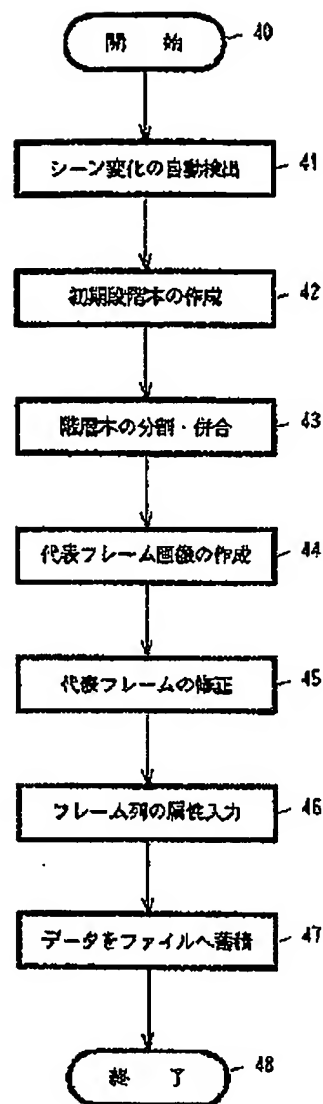 開 始 40
シーン変化の自動検出 41
初期段階木の作成 42
階層木の分割・併合 43
代表フレーム画像の作成 44
代表フレームの修正 45
フレーム列の属性入力 46
データをファイルへ蓄積 47
終 了 48